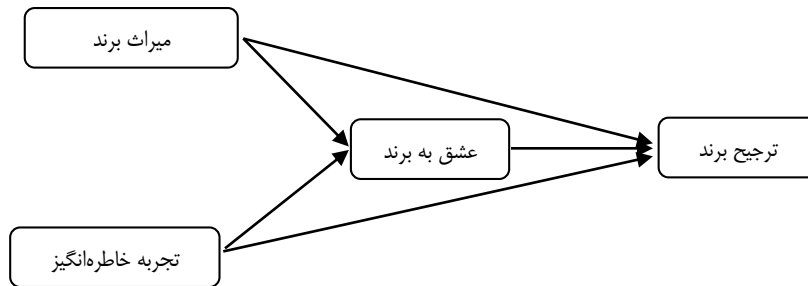 میراث برند
عشق به برند
ترجیح برند
تجربه خاطره‌انگیز